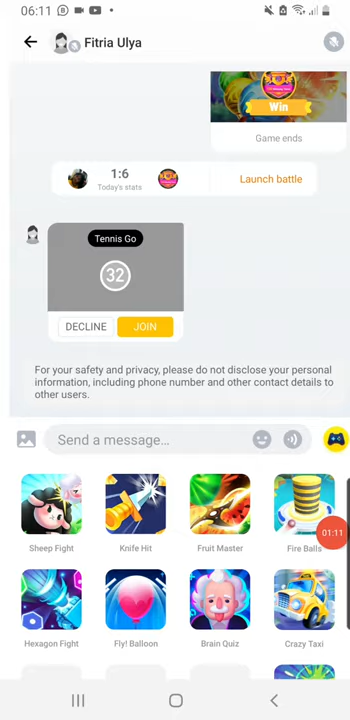 06:11
Fitria Ulya
Win
Game ends
1:6
Today's stats
Launch battle
Tennis Go
32
DECLINE
JOIN
For your safety and privacy, please do not disclose your personal
information, including phone number and other contact details to
other users.
Send a message...
Sheep Fight
Knife Hit
Fruit Master
Fire Balls
01:11
Hexagon Fight
Fly! Balloon
Brain Quiz
Crazy Taxi